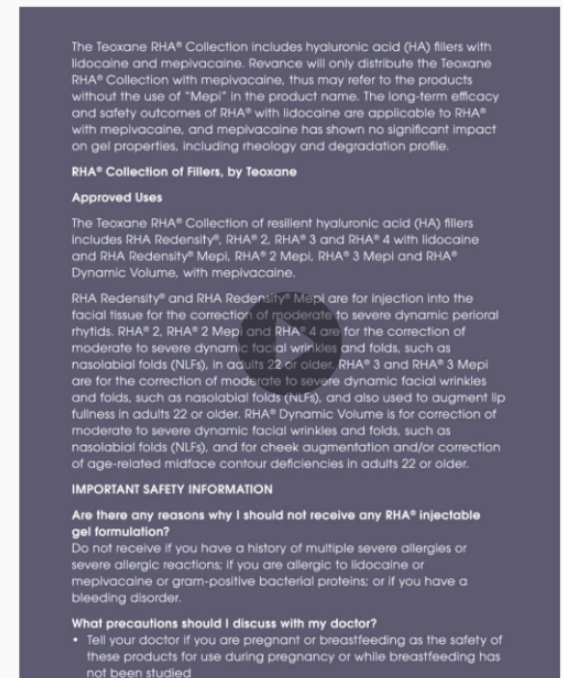 The Teoxane RHA® Collection includes hyaluronic acid (HA) fillers with
lidocaine and mepivacaine. Revance will only distribute the Teoxane
RHA® Collection with mepivacaine, thus may refer to the products
without the use of "Mepi" in the product name. The long-term efficacy
and safety outcomes of RHA® with lidocaine are applicable to RHA®
with mepivacaine, and mepivacaine has shown no significant impact
on gel properties, including rheology and degradation profile.
RHA® Collection of Fillers, by Teoxane
Approved Uses
The Teoxane RHA® Collection of resilient hyaluronic acid (HA) fillers
includes RHA Redensity®, RHA® 2, RHA® 3 and RHA® 4 with lidocaine
and RHA Redensity® Mepi, RHA® 2 Mepi, RHA® 3 Mepi and RHA®
Dynamic Volume, with mepivacaine.
RHA Redensity® and RHA Redensity® Mepi are for injection into the
facial tissue for the correction of moderate to severe dynamic perioral
rhytids. RHA® 2, RHA® 2 Mepi and RHA® 4 are for the correction of
moderate to severe dynamic facial wrinkles and folds, such as
nasolabial folds (NLFs), in adults 22 or older. RHA® 3 and RHA® 3 Mepi
are for the correction of moderate to severe dynamic facial wrinkles
and folds, such as nasolabial folds (NLFs), and also used to augment lip
fullness in adults 22 or older. RHA® Dynamic Volume is for correction of
moderate to severe dynamic facial wrinkles and folds, such as
nasolabial folds (NLFs), and for cheek augmentation and/or correction
of age-related midface contour deficiencies in adults 22 or older.
IMPORTANT SAFETY INFORMATION
Are there any reasons why I should not receive any RHA® injectable
gel formulation?
Do not receive if you have a history of multiple severe allergies or
severe allergic reactions; if you are allergic to lidocaine or
mepivacaine or gram-positive bacterial proteins; or if you have a
bleeding disorder.
What precautions should I discuss with my doctor?
• Tell your doctor if you are pregnant or breastfeeding as the safety of
these products for use during pregnancy or while breastfeeding has
not been studied